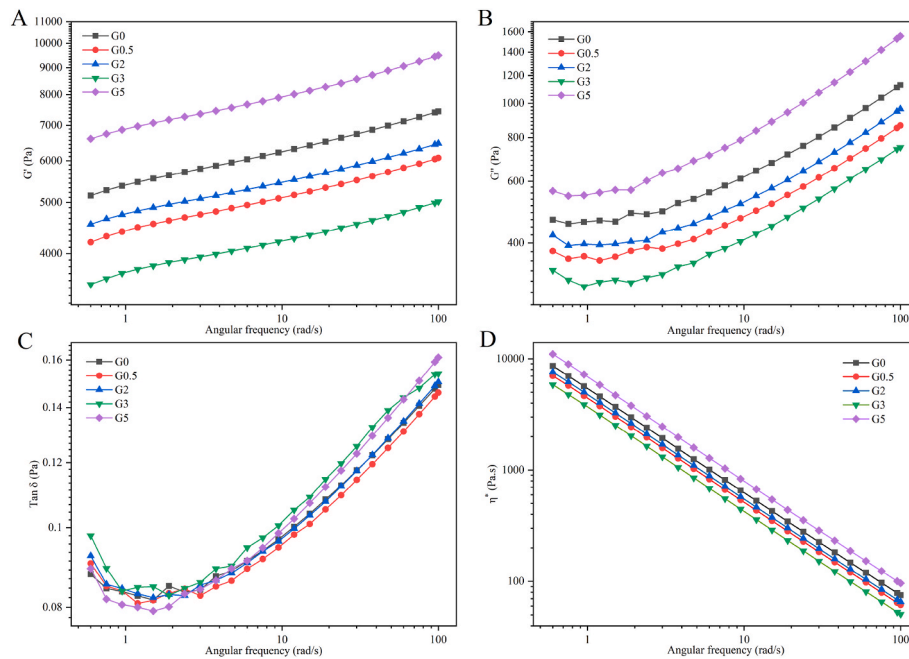 A
11000
10000
9000
8000
7000
6000
5000
4000
G' (Pa)
G0
G0.5
G2
G3
G5
1
10
100
Angular frequency (rad/s)
B
1600
1200
1000
800
600
400
G" (Pa)
G0
G0.5
G2
G3
G5
1
10
100
Angular frequency (rad/s)
C
0.16
0.14
0.12
0.1
0.08
Tan δ (Pa)
G0
G0.5
G2
G3
G5
1
10
100
Angular frequency (rad/s)
D
10000
1000
100
η* (Pa.s)
G0
G0.5
G2
G3
G5
1
10
100
Angular frequency (rad/s)